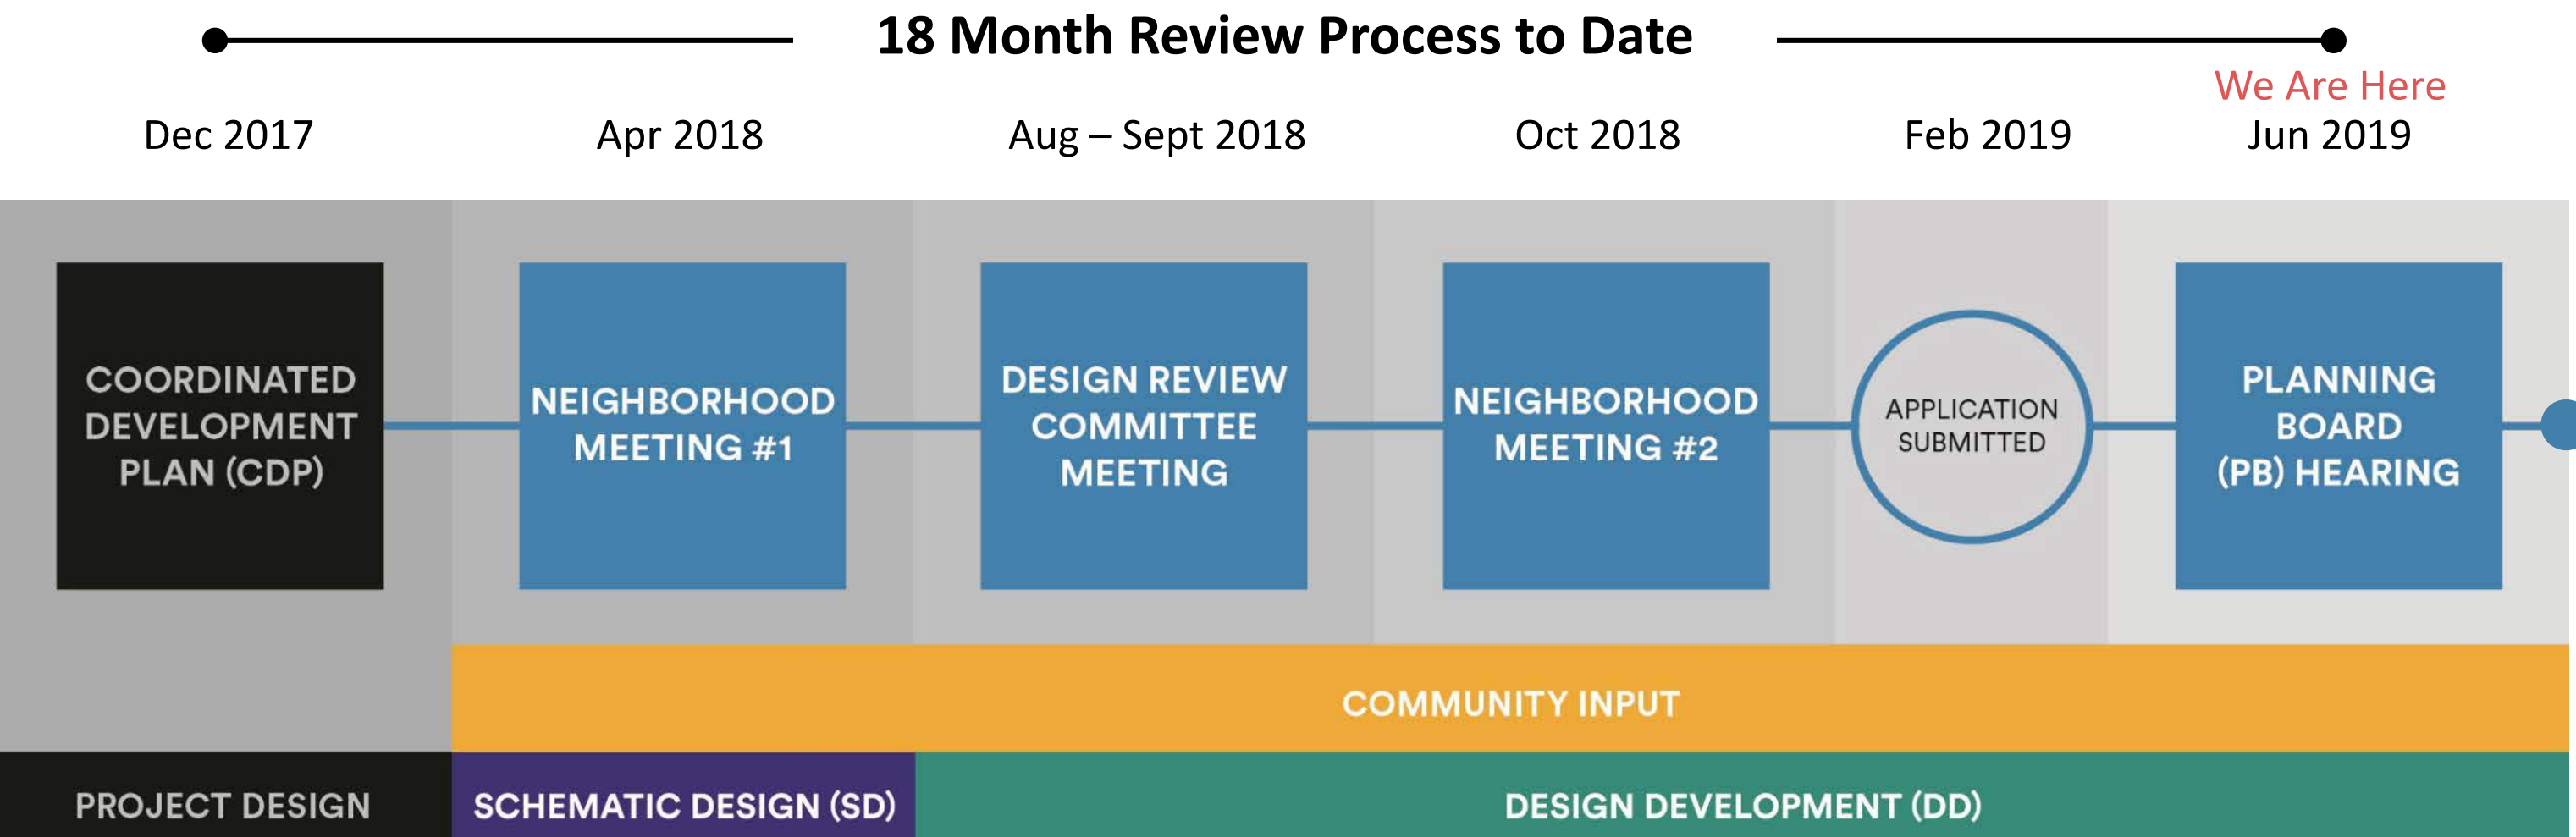 18 Month Review Process to Date
We Are Here
Dec 2017
Apr 2018
Aug – Sept 2018
Oct 2018
Feb 2019
Jun 2019
COORDINATED
DEVELOPMENT
PLAN (CDP)
NEIGHBORHOOD
MEETING #1
DESIGN REVIEW
COMMITTEE
MEETING
NEIGHBORHOOD
MEETING #2
APPLICATION
SUBMITTED
PLANNING
BOARD
(PB) HEARING
COMMUNITY INPUT
PROJECT DESIGN
SCHEMATIC DESIGN (SD)
DESIGN DEVELOPMENT (DD)